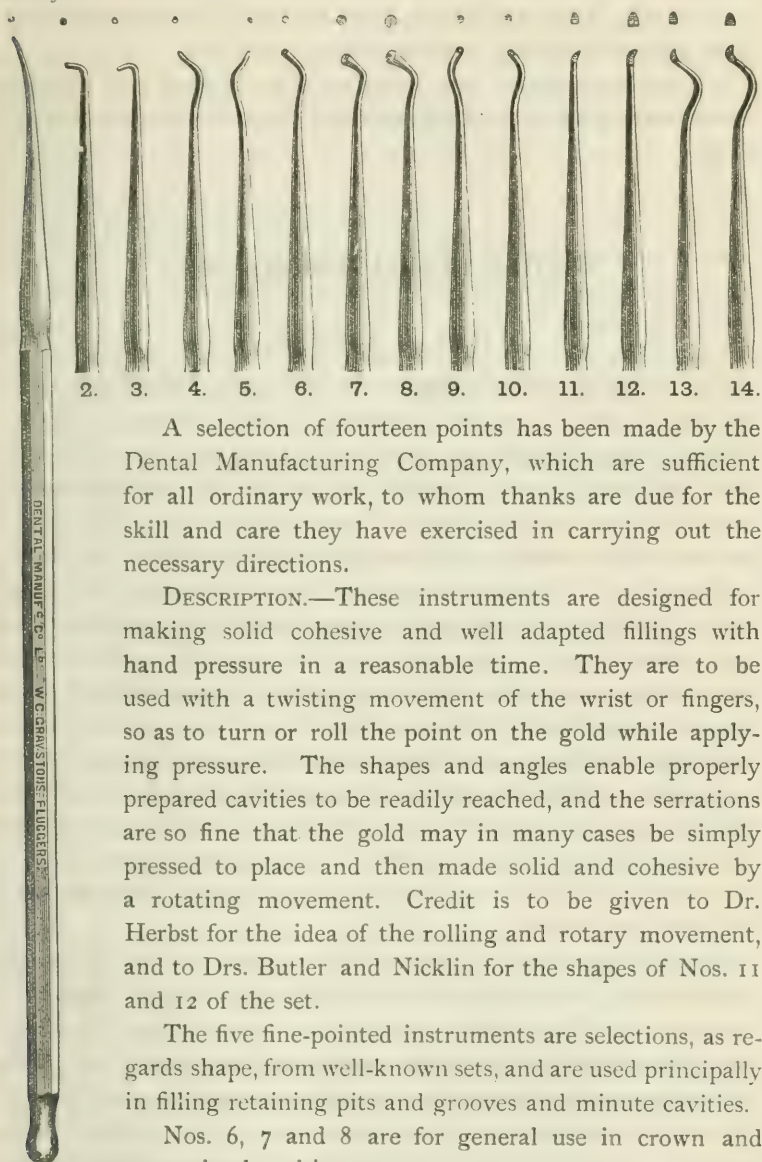 2. 3. 4. 5. 6. 7. 8. 9. 10. 11. 12. 13. 14.
DENTAL MANUFG Co LD. W.C. GRAYSTONS PLUGGERS.
A selection of fourteen points has been made by the
Dental Manufacturing Company, which are sufficient
for all ordinary work, to whom thanks are due for the
skill and care they have exercised in carrying out the
necessary directions.
DESCRIPTION.—These instruments are designed for
making solid cohesive and well adapted fillings with
hand pressure in a reasonable time. They are to be
used with a twisting movement of the wrist or fingers,
so as to turn or roll the point on the gold while apply-
ing pressure. The shapes and angles enable properly
prepared cavities to be readily reached, and the serrations
are so fine that the gold may in many cases be simply
pressed to place and then made solid and cohesive by
a rotating movement. Credit is to be given to Dr.
Herbst for the idea of the rolling and rotary movement,
and to Drs. Butler and Nicklin for the shapes of Nos. 11
and 12 of the set.
The five fine-pointed instruments are selections, as re-
gards shape, from well-known sets, and are used principally
in filling retaining pits and grooves and minute cavities.
Nos. 6, 7 and 8 are for general use in crown and